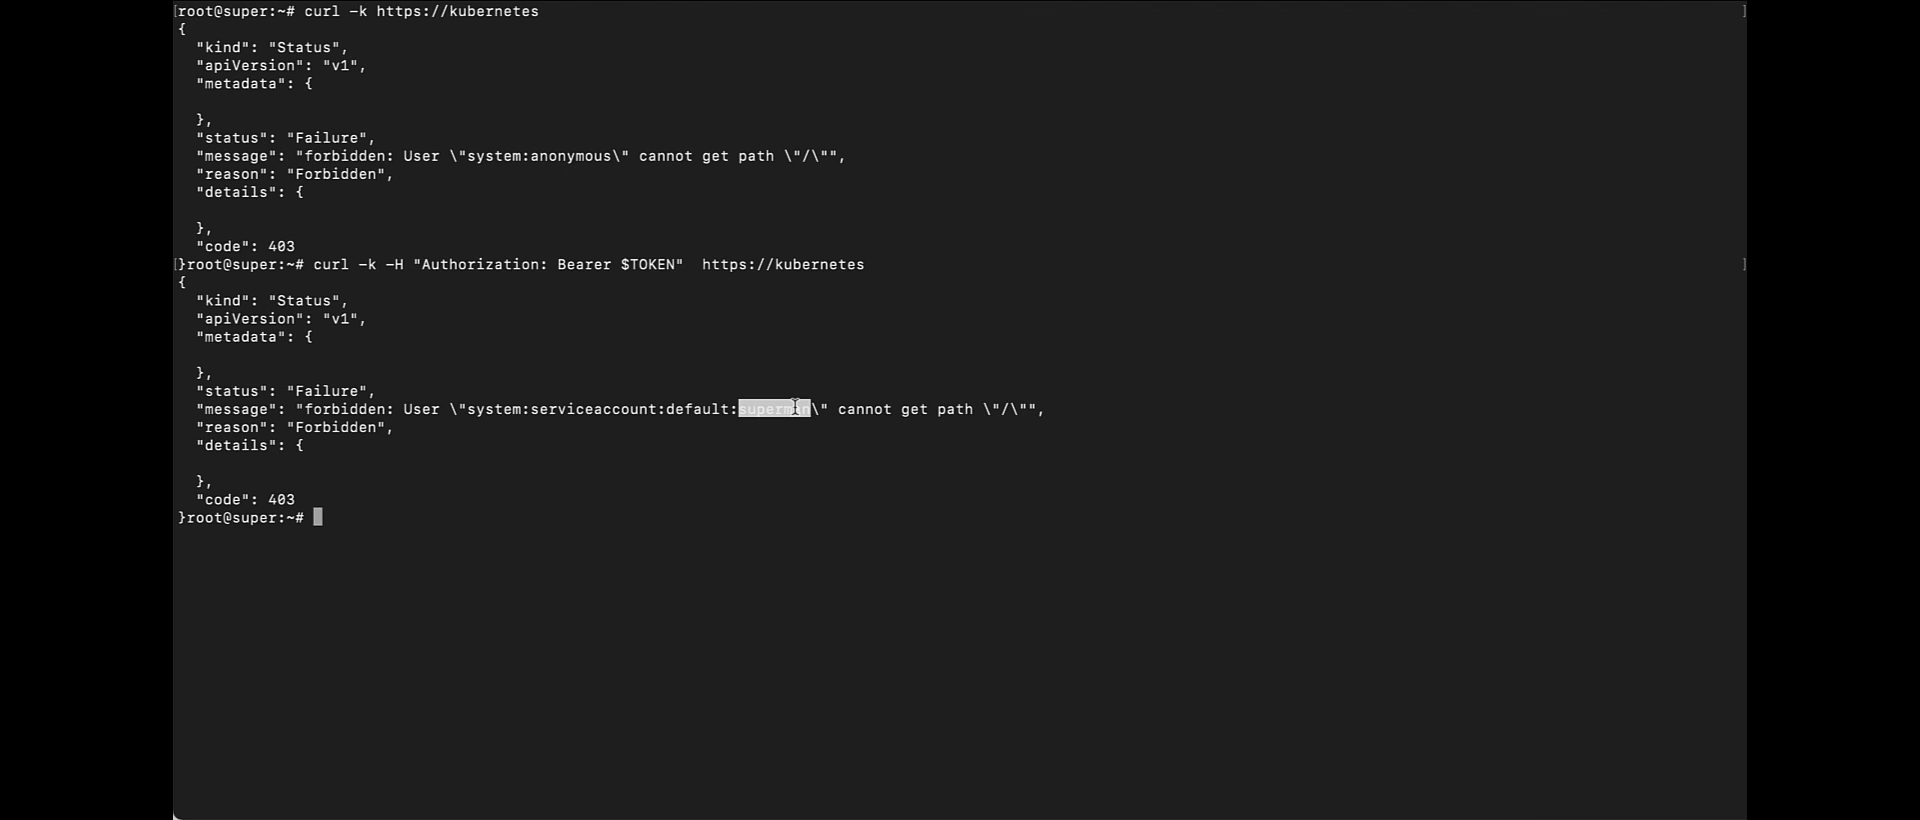 [root@super:~# curl -k https://kubernetes ]
{
  "kind": "Status",
  "apiVersion": "v1",
  "metadata": {
  },
  "status": "Failure",
  "message": "forbidden: User \"system:anonymous\" cannot get path \"/\"",
  "reason": "Forbidden",
  "details": {
  },
  "code": 403
[}root@super:~# curl -k -H "Authorization: Bearer $TOKEN"  https://kubernetes ]
{
  "kind": "Status",
  "apiVersion": "v1",
  "metadata": {
  },
  "status": "Failure",
  "message": "forbidden: User \"system:serviceaccount:default:superman\" cannot get path \"/\"",
  "reason": "Forbidden",
  "details": {
  },
  "code": 403
}root@super:~#